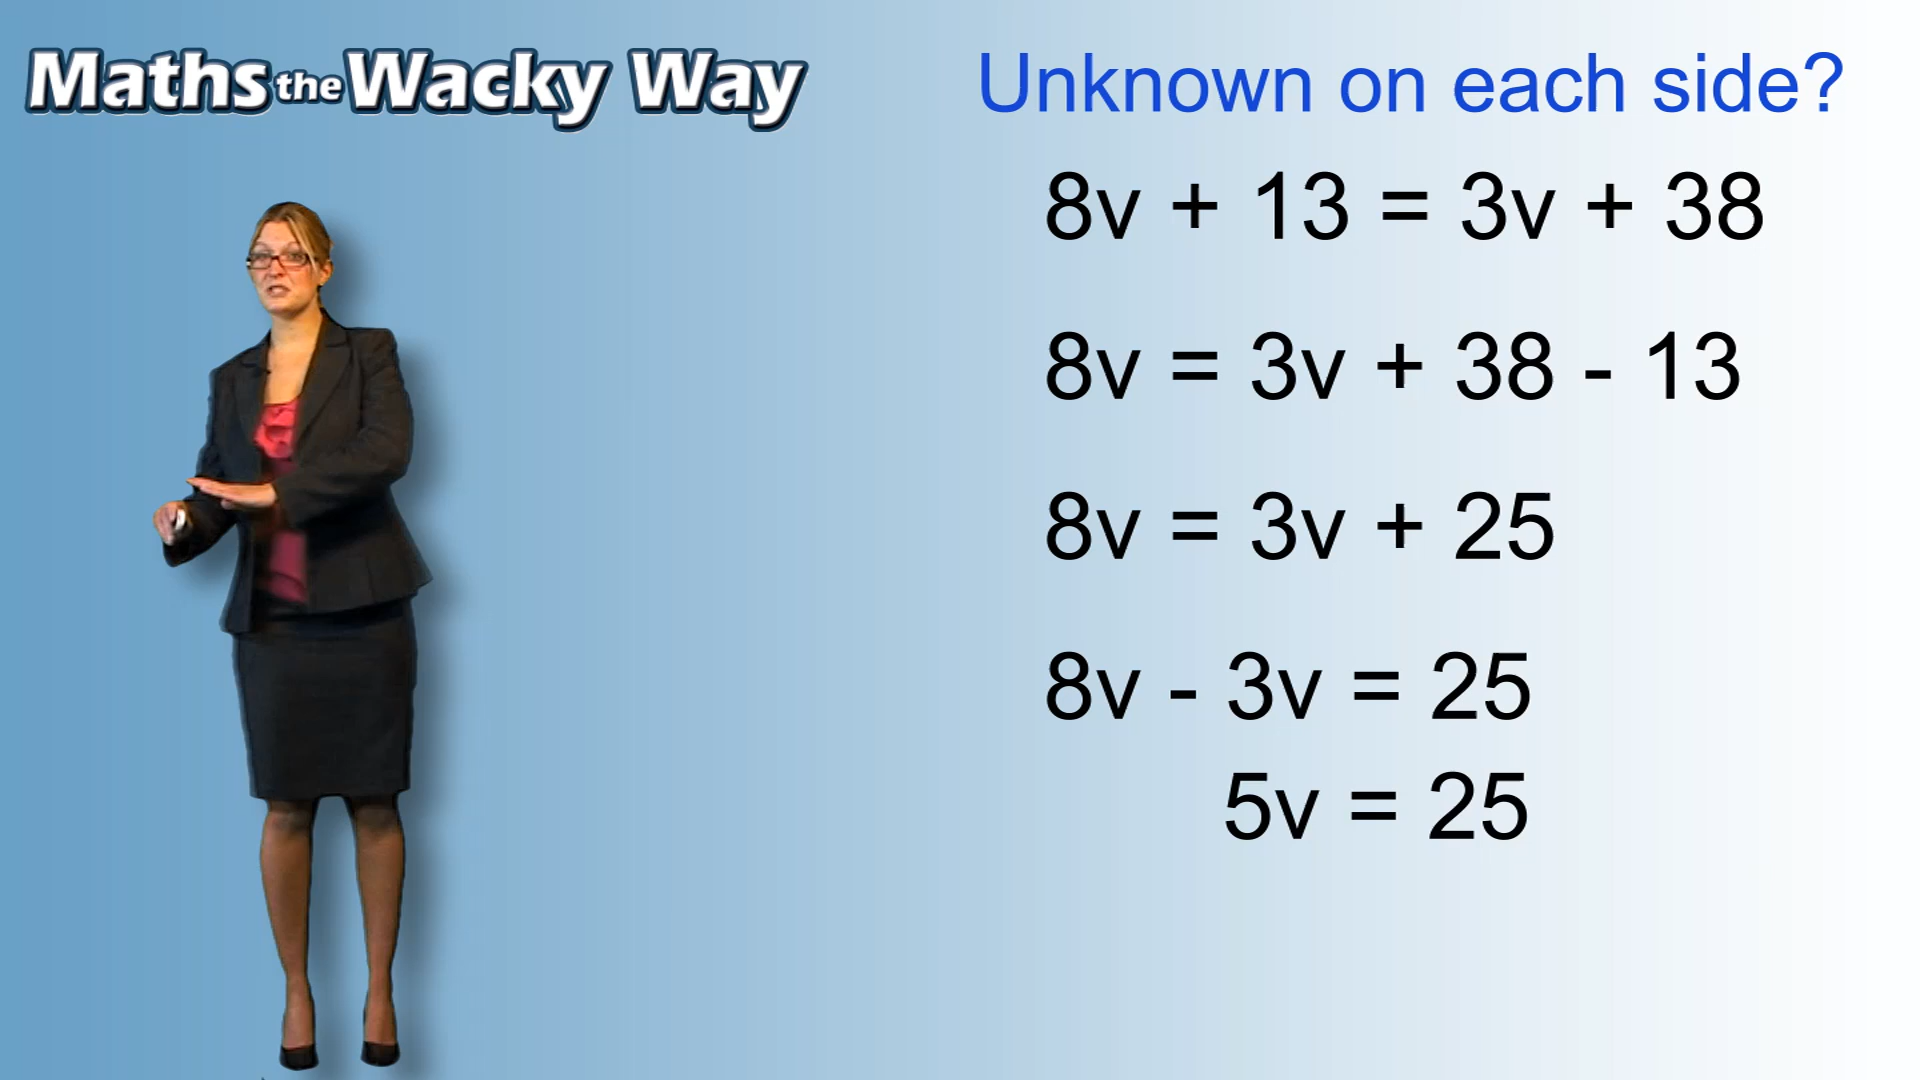 Maths the Wacky Way
Unknown on each side?
8v + 13 = 3v + 38
8v = 3v + 38 - 13
8v = 3v + 25
8v - 3v = 25
5v = 25